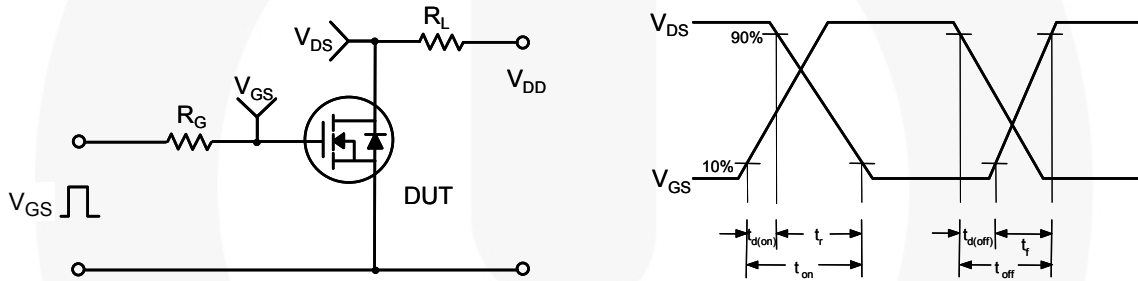 R_L
V_DS
V_DD
V_GS
R_G
V_GS
DUT
V_DS
90%
10%
V_GS
t_d(on)
t_r
t_d(off)
t_f
t_on
t_off